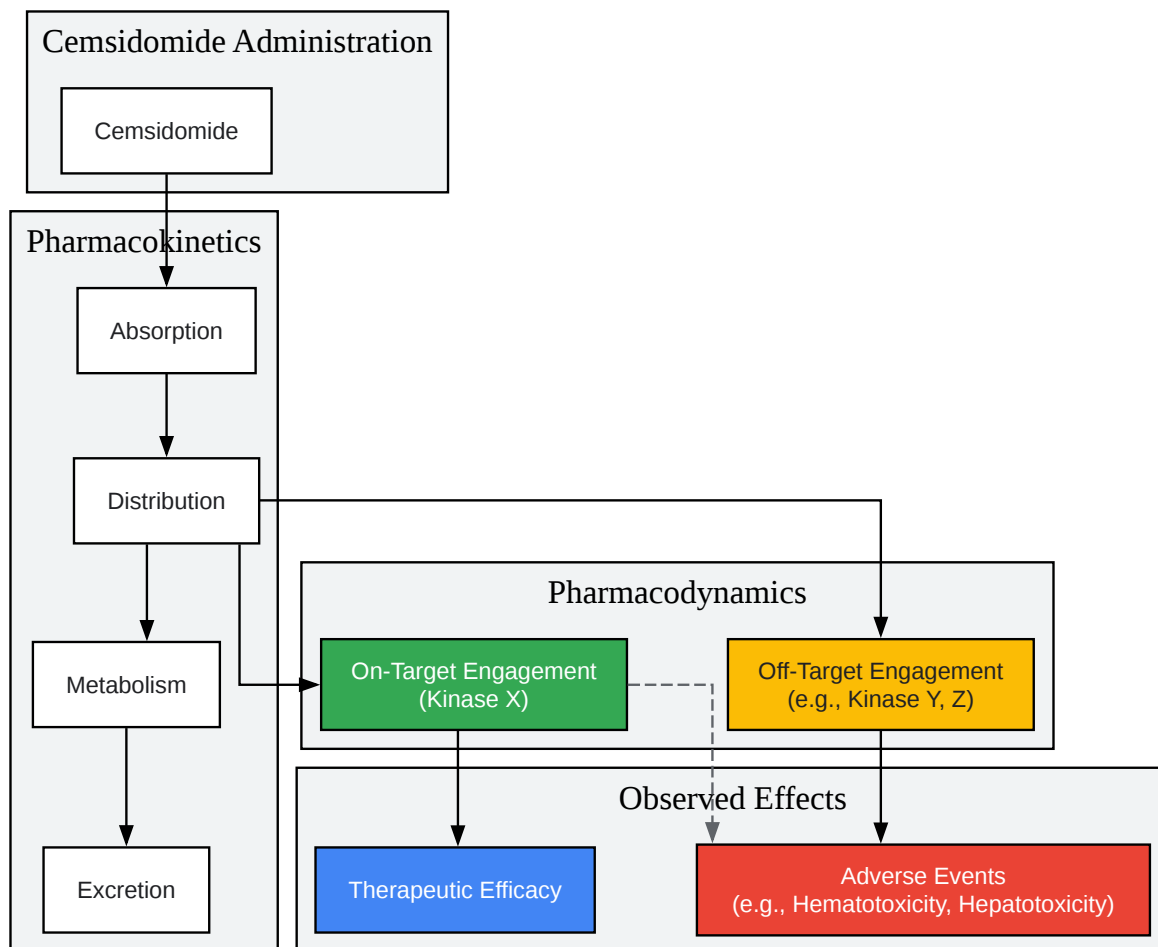 Cemsidomide Administration
Cemsidomide
Pharmacokinetics
Absorption
Distribution
Pharmacodynamics
Metabolism
On-Target Engagement
(Kinase X)
Off-Target Engagement
(e.g., Kinase Y, Z)
Observed Effects
Excretion
Therapeutic Efficacy
Adverse Events
(e.g., Hematotoxicity, Hepatotoxicity)